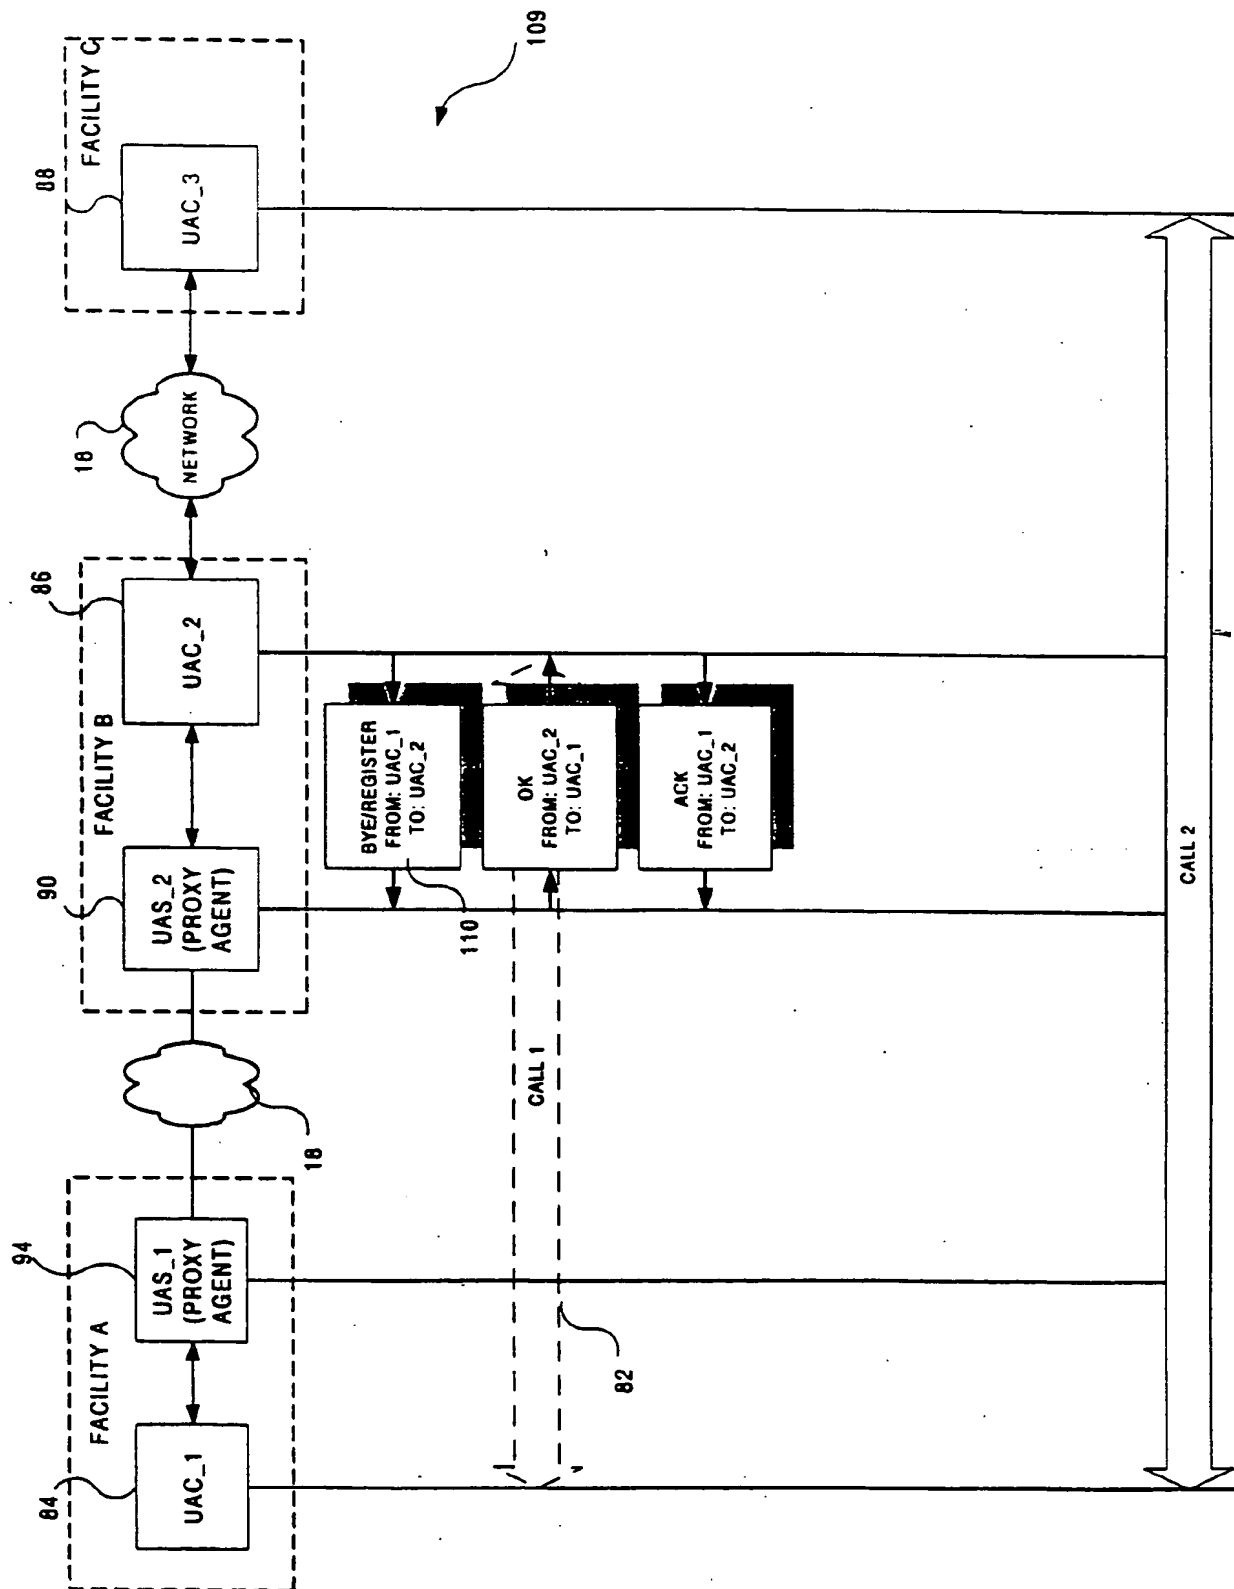 FACILITY A
84
UAC_1
94
UAS_1
(PROXY
AGENT)
18
FACILITY B
90
UAS_2
(PROXY
AGENT)
86
UAC_2
18
NETWORK
FACILITY C
88
UAC_3
109
BYE/REGISTER
FROM: UAC_1
TO: UAC_2
110
OK
FROM: UAC_2
TO: UAC_1
ACK
FROM: UAC_1
TO: UAC_2
CALL 1
82
CALL 2